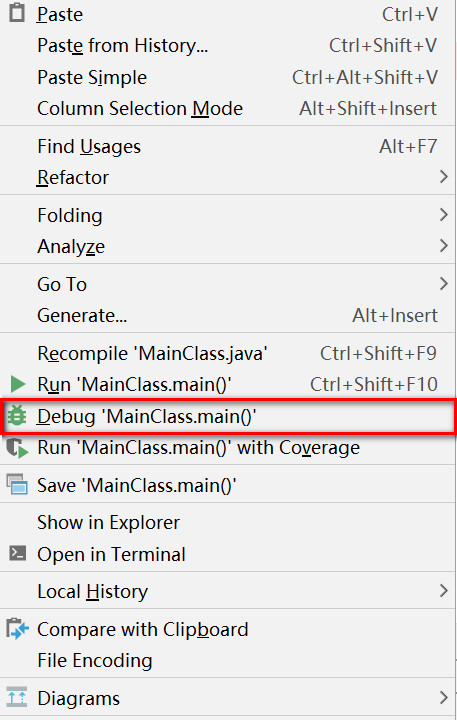 Paste Ctrl+V
Paste from History... Ctrl+Shift+V
Paste Simple Ctrl+Alt+Shift+V
Column Selection Mode Alt+Shift+Insert
Find Usages Alt+F7
Refactor
Folding
Analyze
Go To
Generate... Alt+Insert
Recompile 'MainClass.java' Ctrl+Shift+F9
Run 'MainClass.main()' Ctrl+Shift+F10
Debug 'MainClass.main()'
Run 'MainClass.main()' with Coverage
Save 'MainClass.main()'
Show in Explorer
Open in Terminal
Local History
Compare with Clipboard
File Encoding
Diagrams